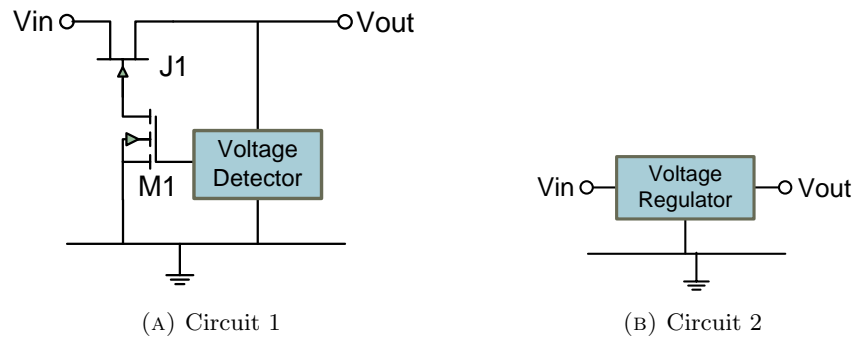 Vin
Vout
J1
Voltage
Detector
M1
(A) Circuit 1
Vin
Voltage
Regulator
Vout
(B) Circuit 2